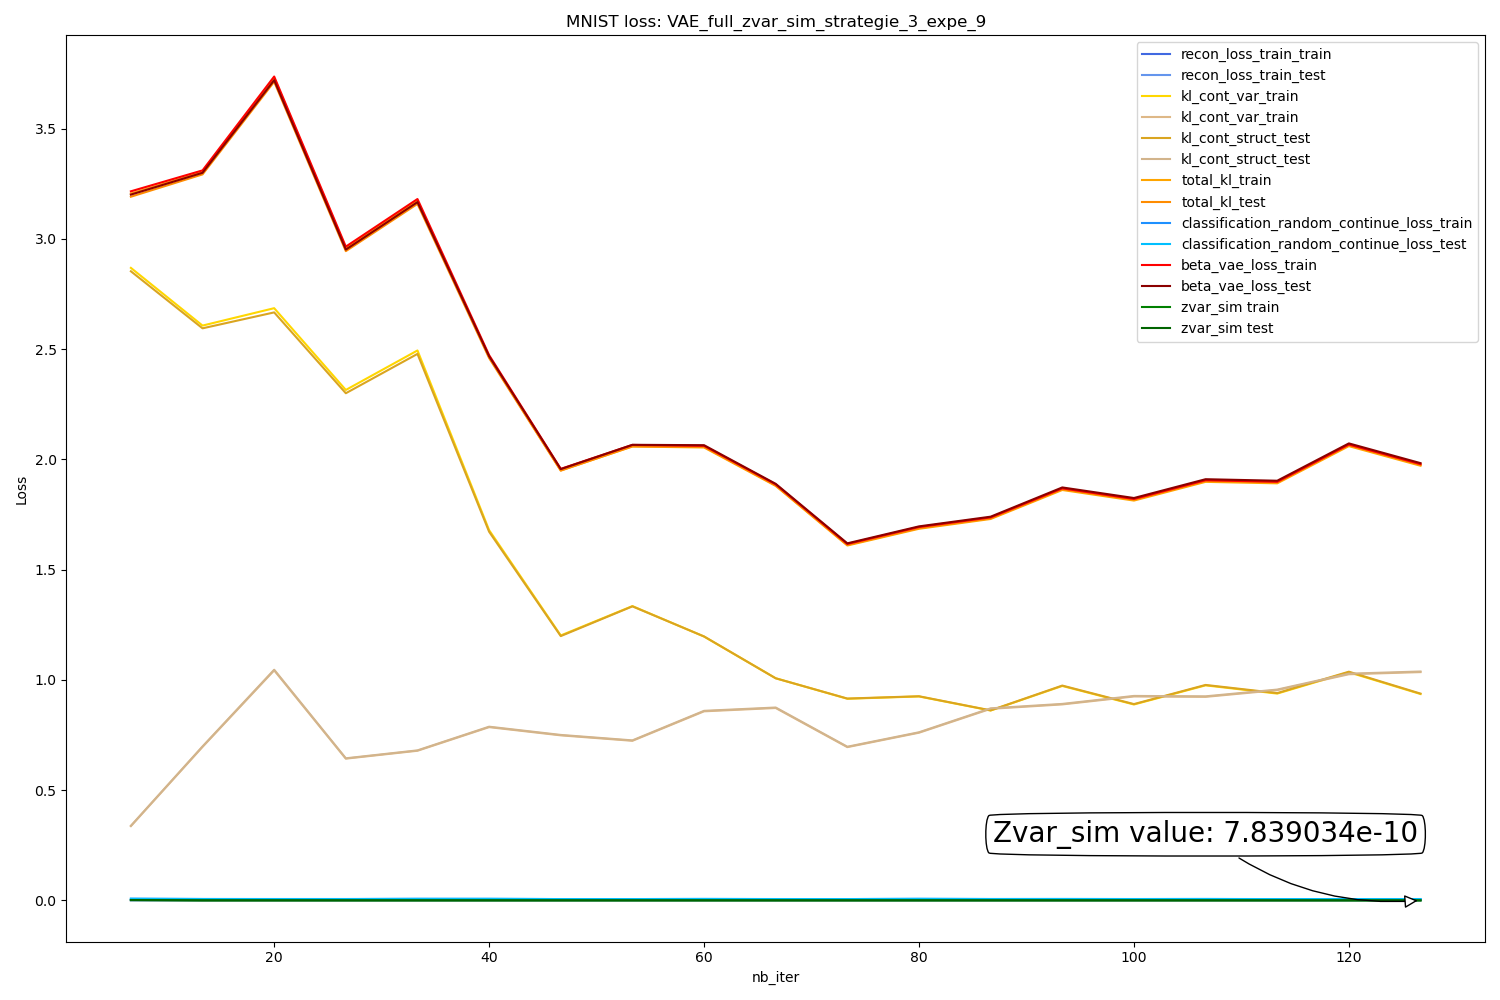 MNIST loss: VAE_full_zvar_sim_strategie_3_expe_9
recon_loss_train_train
recon_loss_train_test
kl_cont_var_train
kl_cont_var_train
kl_cont_struct_test
kl_cont_struct_test
total_kl_train
total_kl_test
classification_random_continue_loss_train
classification_random_continue_loss_test
beta_vae_loss_train
beta_vae_loss_test
zvar_sim train
zvar_sim test
3.5
3.0
2.5
2.0
1.5
1.0
0.5
0.0
Loss
Zvar_sim value: 7.839034e-10
20 40 60 80 100 120
nb_iter